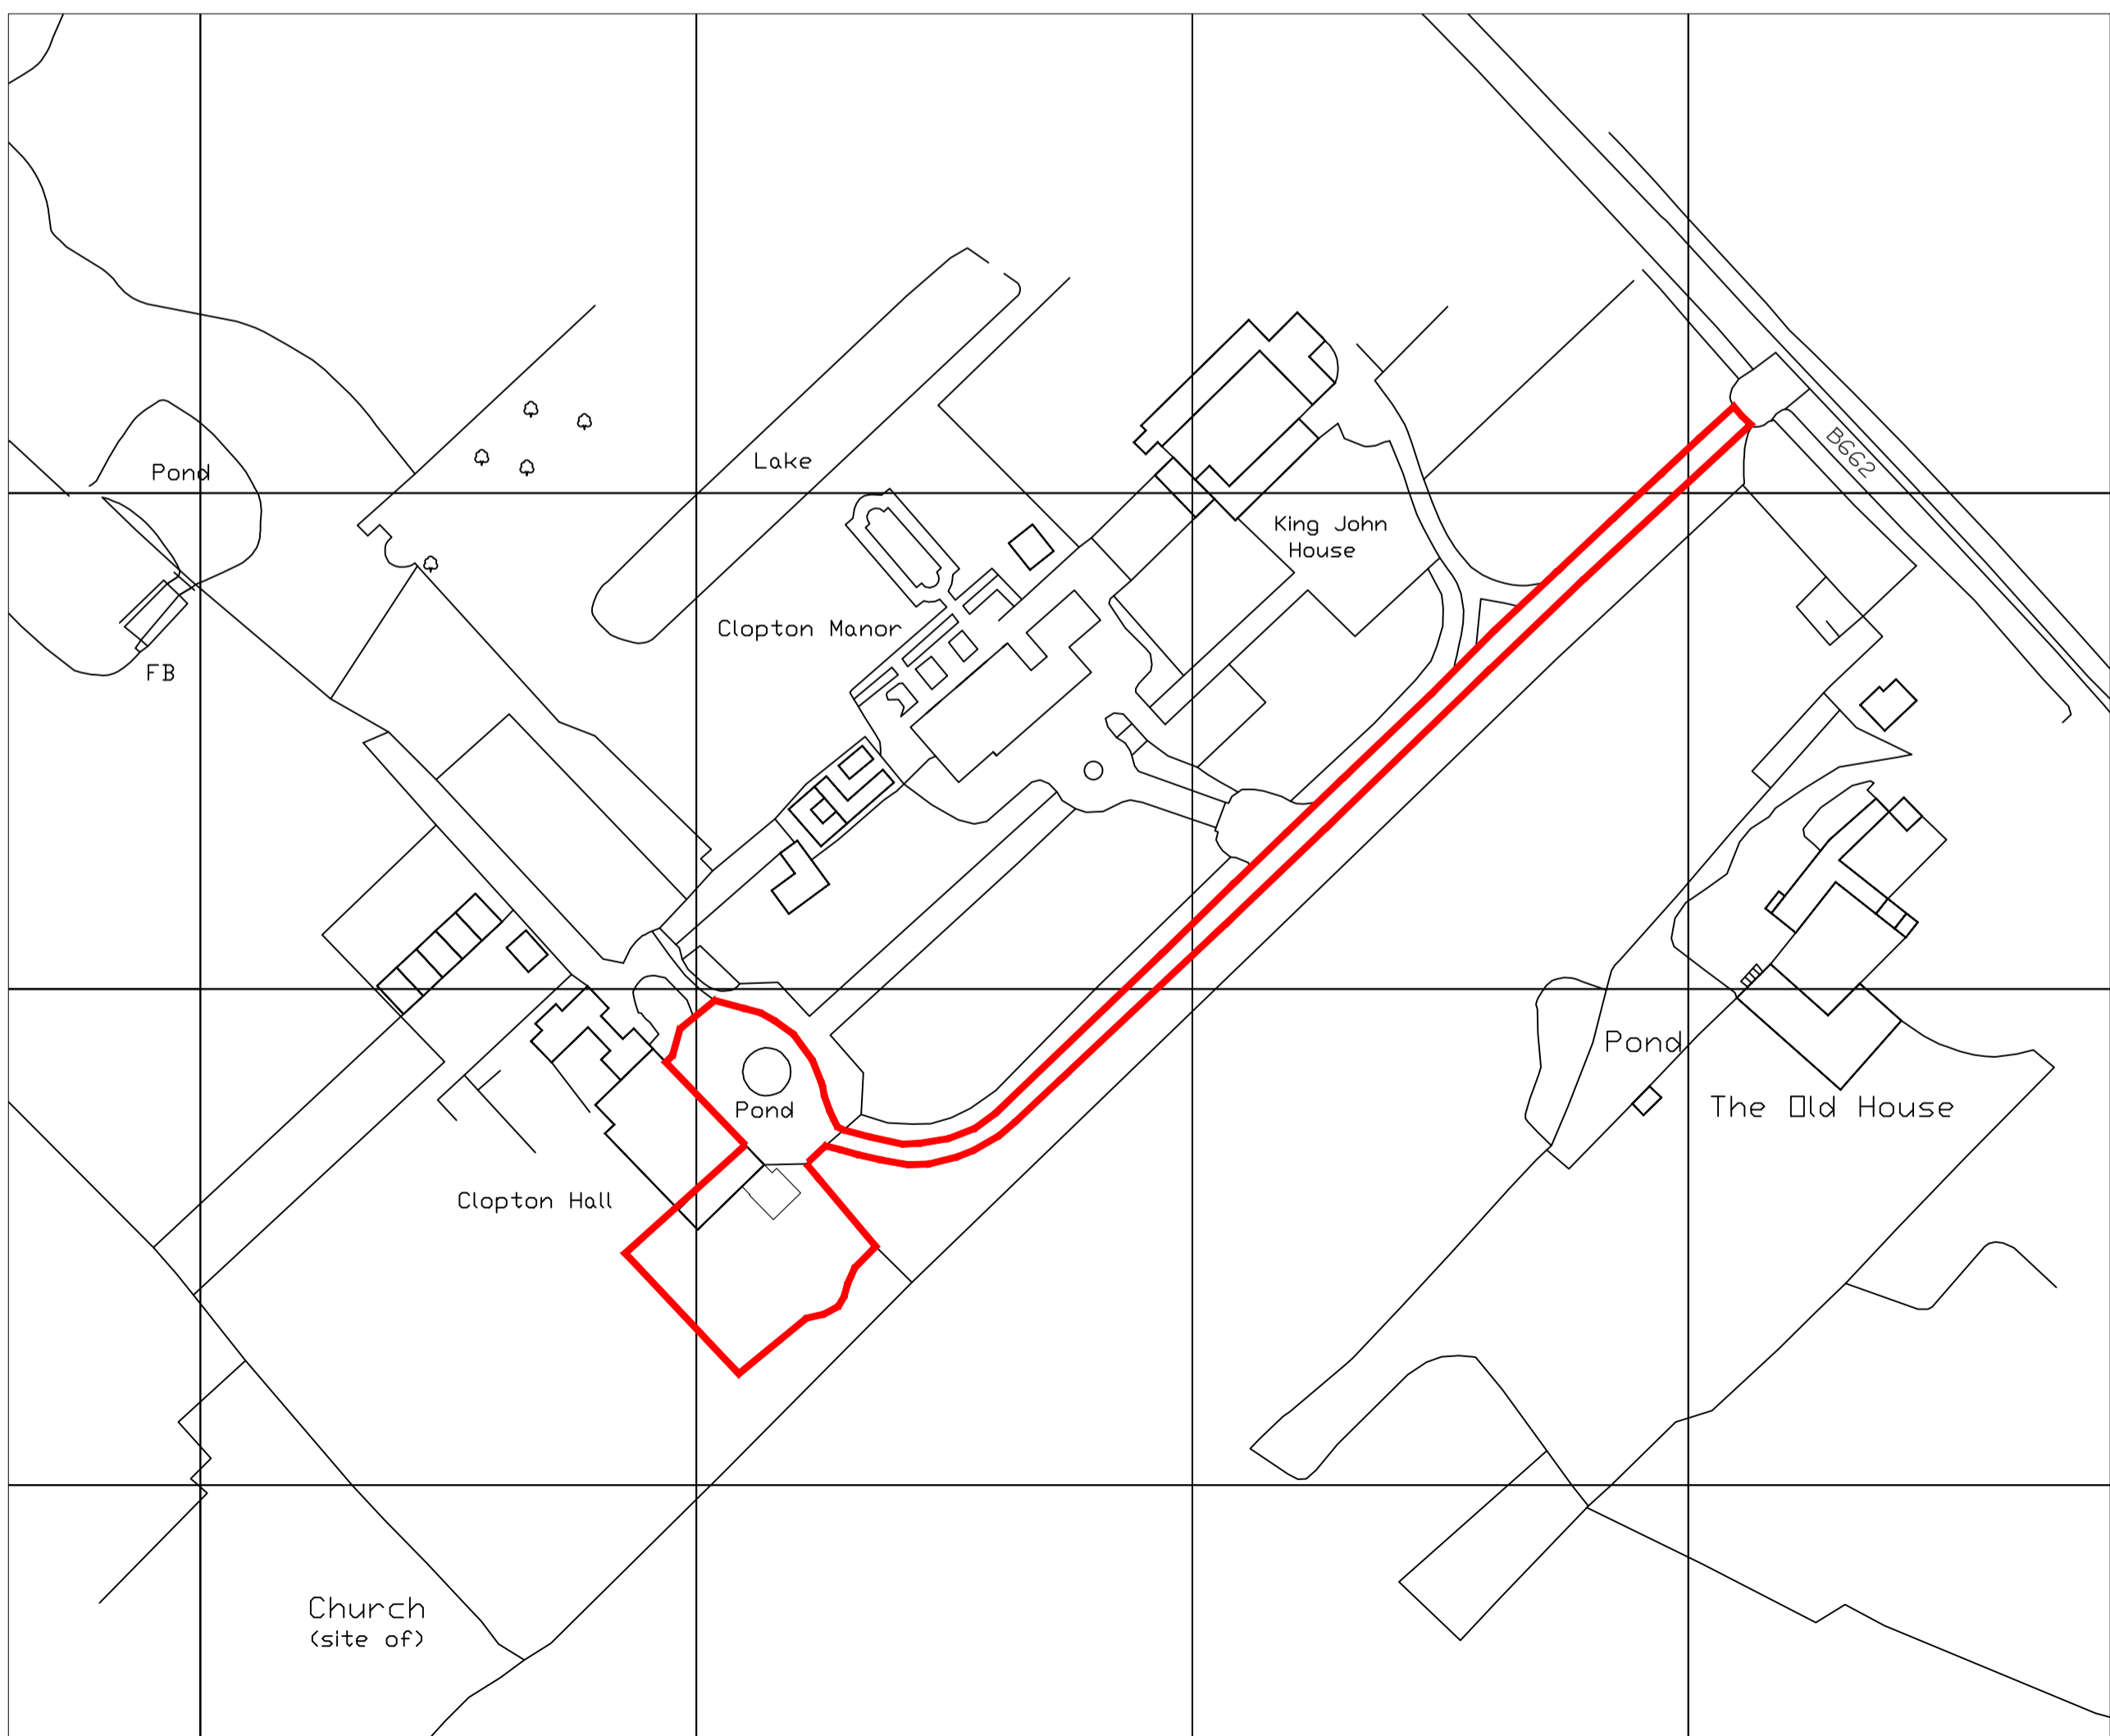 B662
Lake
Pond
King John
House
Clopton Manor
FB
Pond
The Old House
Pond
Clopton Hall
Church
(site of)